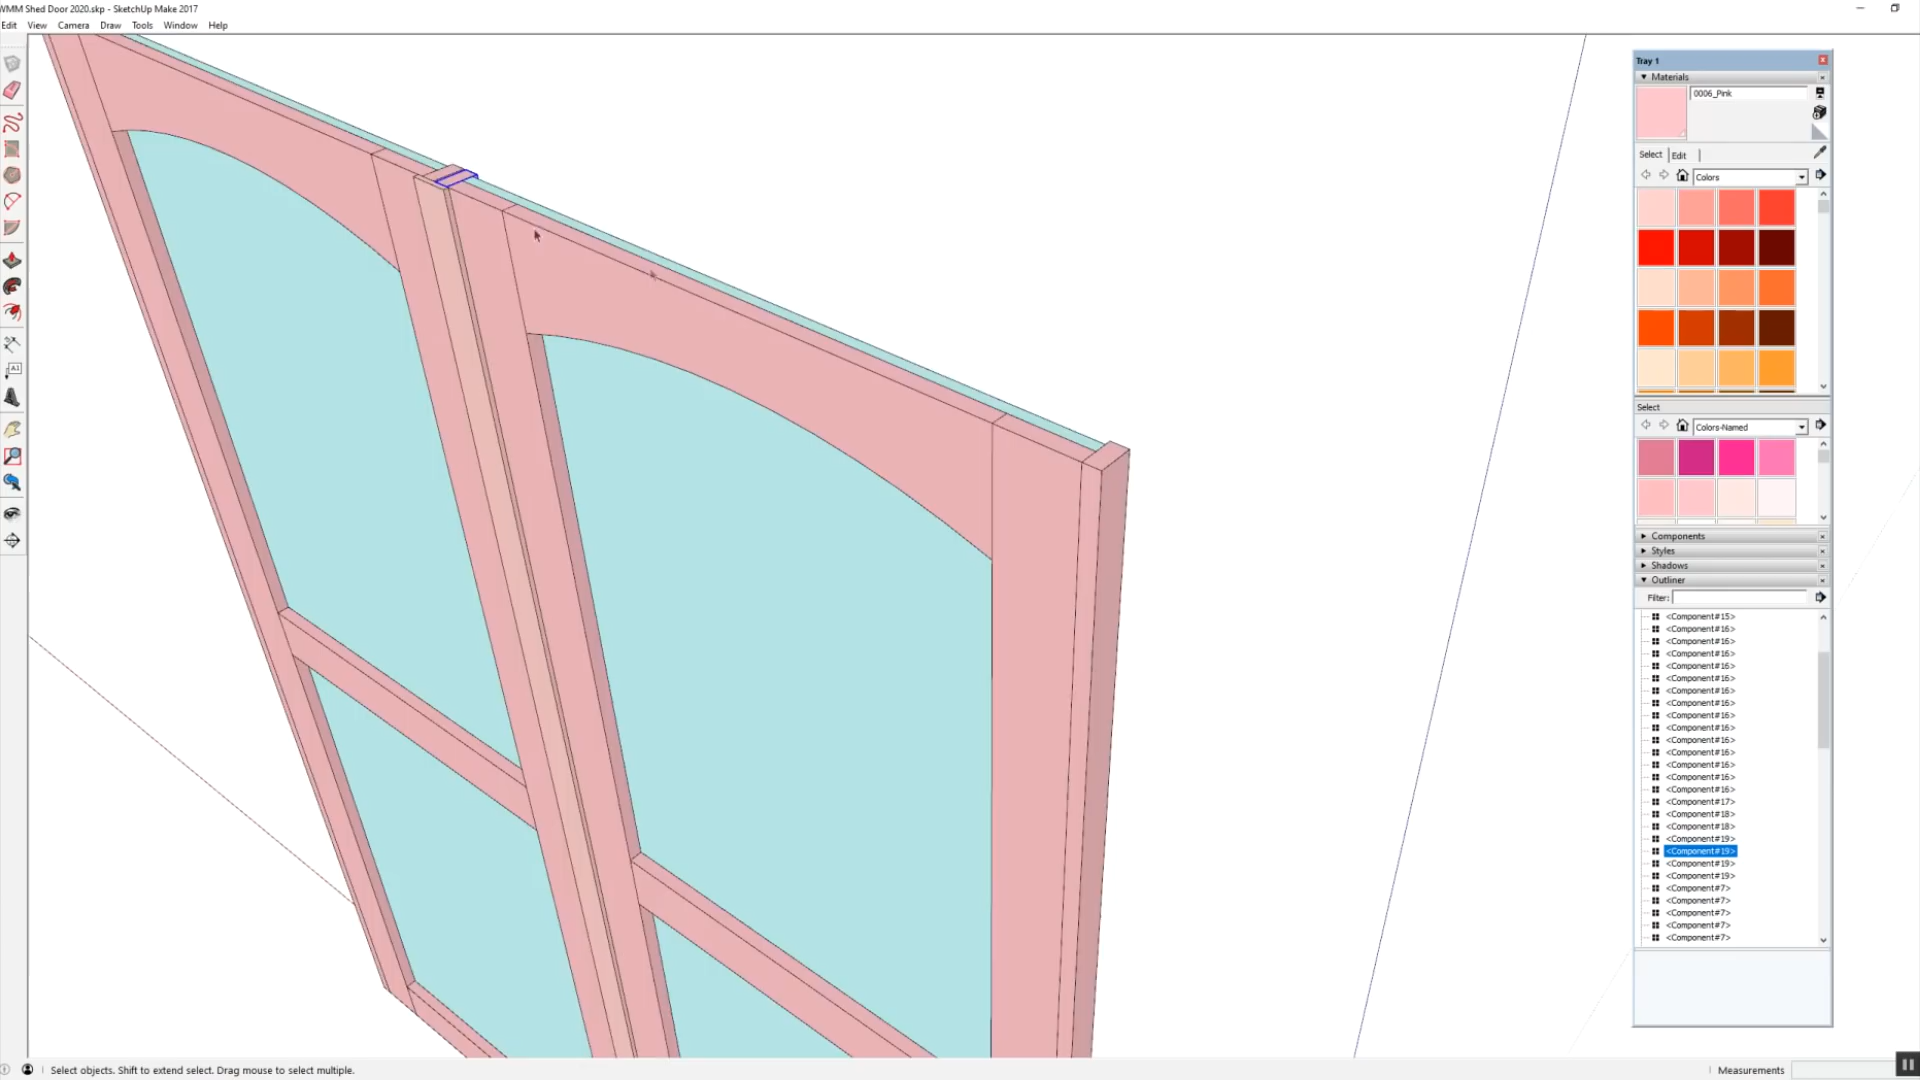 WMM Shed Door 2020.skp - SketchUp Make 2017
Edit View Camera Draw Tools Window Help
Tray 1
Materials
0006_Pink
Select Edit
Colors
Select
Colors-Named
Components
Styles
Shadows
Outliner
Filter:
<Component#15>
<Component#16>
<Component#16>
<Component#16>
<Component#16>
<Component#16>
<Component#16>
<Component#16>
<Component#16>
<Component#16>
<Component#16>
<Component#16>
<Component#16>
<Component#16>
<Component#16>
<Component#17>
<Component#18>
<Component#18>
<Component#19>
<Component#19>
<Component#19>
<Component#19>
<Component#7>
<Component#7>
<Component#7>
<Component#7>
<Component#7>
Select objects. Shift to extend select. Drag mouse to select multiple.
Measurements